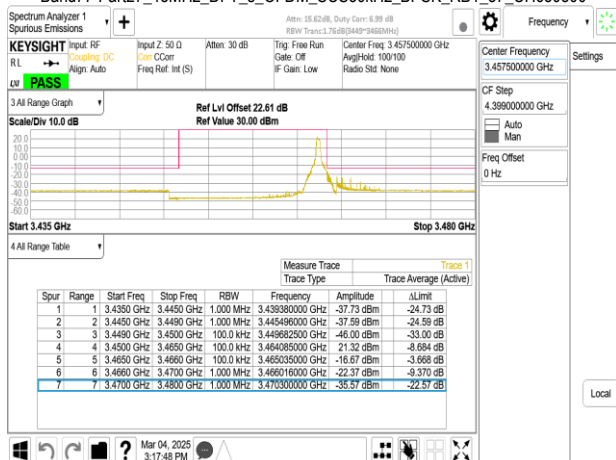 Spectrum Analyzer 1
Spurious Emissions
Attn: 15.62dB, Duty Corr: 6.99 dB
RBW Trans:1.76dB(3449~3466MHz)
Frequency
KEYSIGHT
Input: RF
Coupling: DC
Align: Auto
Input Z: 50 Ω
Corr CCorr
Freq Ref: Int (S)
Atten: 30 dB
Trig: Free Run
Gate: Off
IF Gain: Low
Center Freq: 3.457500000 GHz
Avg|Hold: 100/100
Radio Std: None
RL
LXI PASS
Center Frequency
3.457500000 GHz
Settings
CF Step
4.399000000 GHz
Auto
Man
Freq Offset
0 Hz
3 All Range Graph
Scale/Div 10.0 dB
Ref Lvl Offset 22.61 dB
Ref Value 30.00 dBm
20.0
10.0
0.00
-10.0
-20.0
-30.0
-40.0
-50.0
-60.0
Start 3.435 GHz
Stop 3.480 GHz
4 All Range Table
Measure Trace Trace 1
Trace Type Trace Average (Active)
Spur Range Start Freq Stop Freq RBW Frequency Amplitude ΔLimit
1 1 3.4350 GHz 3.4450 GHz 1.000 MHz 3.439380000 GHz -37.73 dBm -24.73 dB
2 2 3.4450 GHz 3.4490 GHz 1.000 MHz 3.445496000 GHz -37.59 dBm -24.59 dB
3 3 3.4490 GHz 3.4500 GHz 100.0 kHz 3.449682500 GHz -46.00 dBm -33.00 dB
4 4 3.4500 GHz 3.4650 GHz 100.0 kHz 3.464085000 GHz 21.32 dBm -8.684 dB
5 5 3.4650 GHz 3.4660 GHz 100.0 kHz 3.465035000 GHz -16.67 dBm -3.668 dB
6 6 3.4660 GHz 3.4700 GHz 1.000 MHz 3.466016000 GHz -22.37 dBm -9.370 dB
7 7 3.4700 GHz 3.4800 GHz 1.000 MHz 3.470300000 GHz -35.57 dBm -22.57 dB
Local
Mar 04, 2025
3:17:48 PM